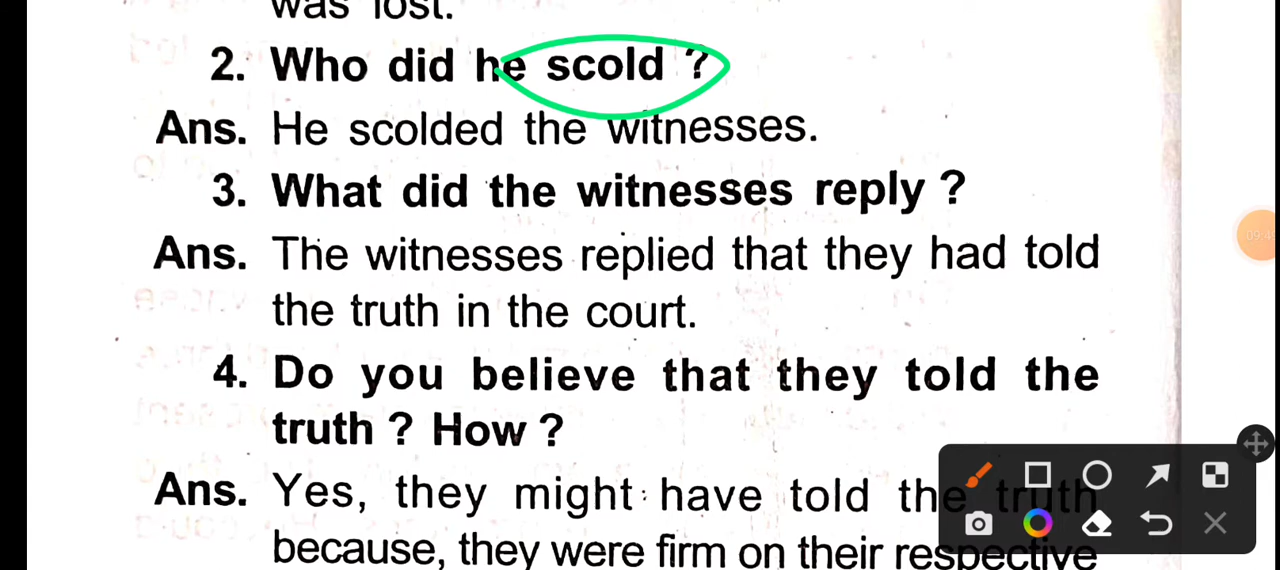 was lost.
2. Who did he scold ?
Ans. He scolded the witnesses.
3. What did the witnesses reply ?
Ans. The witnesses replied that they had told
the truth in the court.
4. Do you believe that they told the
truth ? How ?
Ans. Yes, they might have told the truth
because, they were firm on their respective